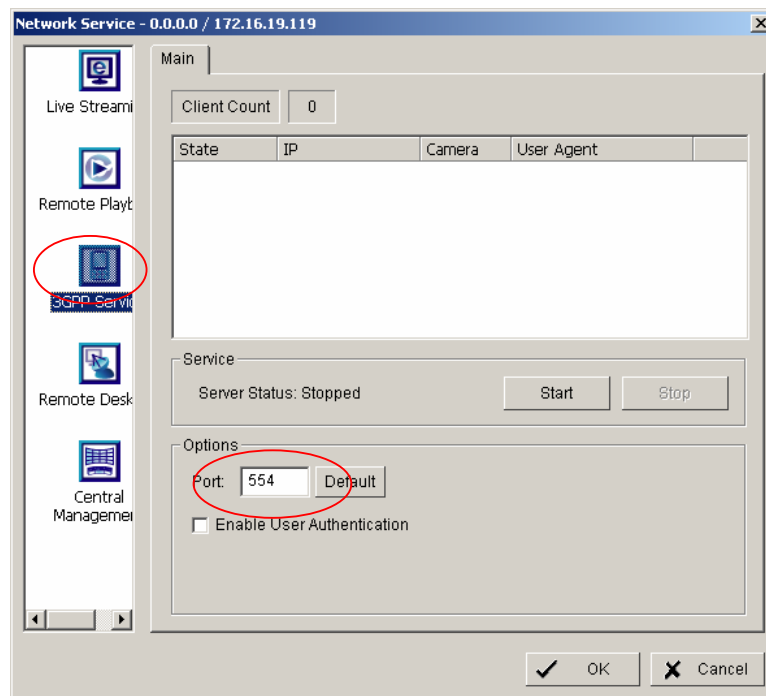 Network Service - 0.0.0.0 / 172.16.19.119
Live Streami
Remote Playb
3GPP Servic
Remote Desk
Central
Managemer
Main
Client Count 0
State IP Camera User Agent
Service
Server Status: Stopped Start Stop
Options
Port: 554 Default
Enable User Authentication
OK Cancel